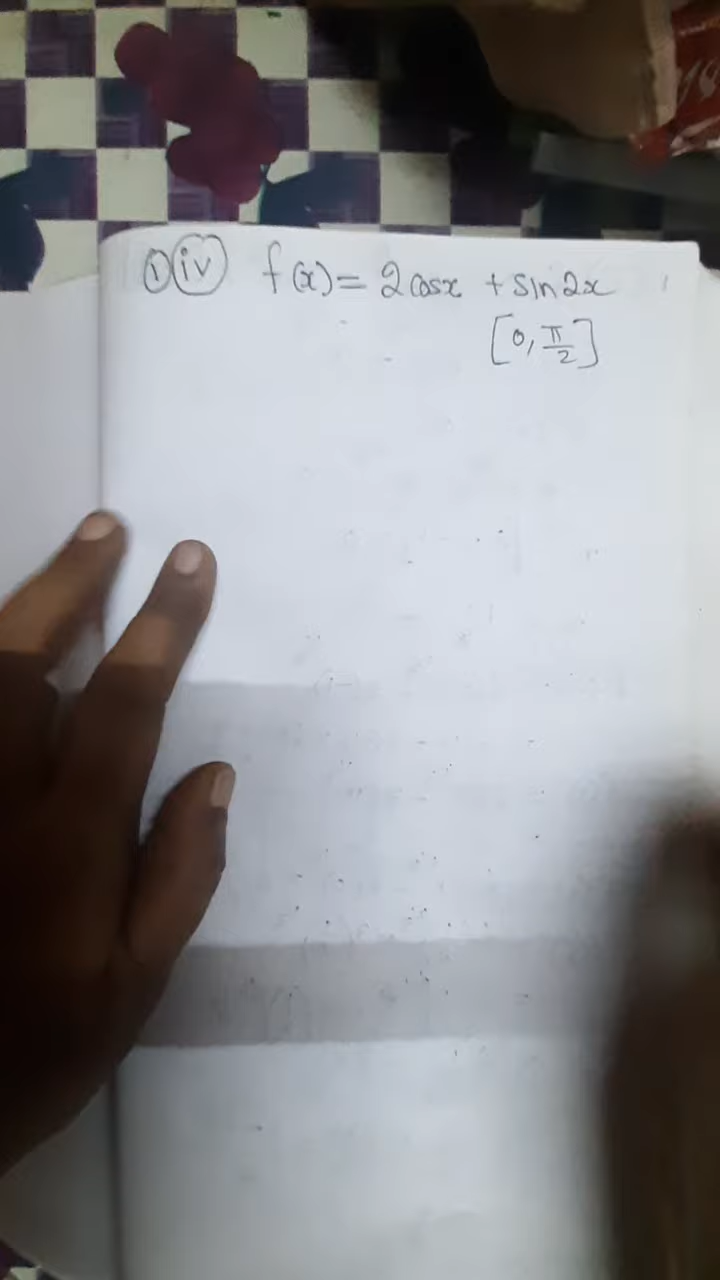 ① ⓘⓥ f(x) = 2cosx + sin2x
[0, π/2]